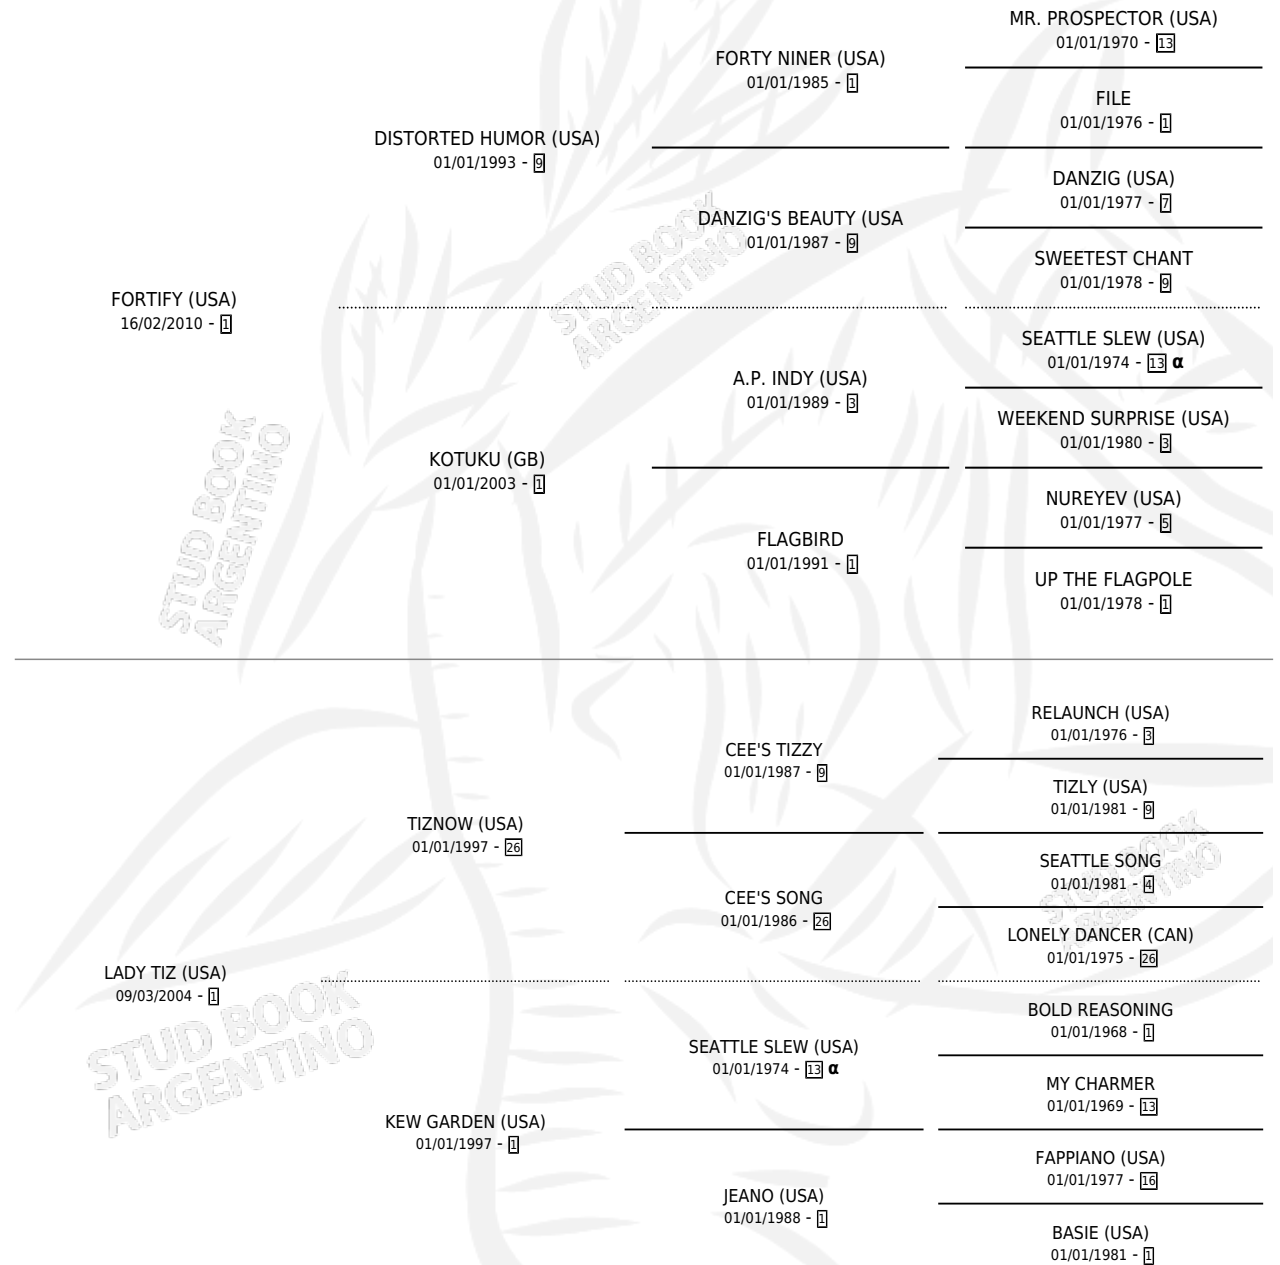 FORTIFY (USA)
16/02/2010 - 1
DISTORTED HUMOR (USA)
01/01/1993 - 9
FORTY NINER (USA)
01/01/1985 - 1
MR. PROSPECTOR (USA)
01/01/1970 - 13
FILE
01/01/1976 - 1
DANZIG'S BEAUTY (USA
01/01/1987 - 9
DANZIG (USA)
01/01/1977 - 7
SWEETEST CHANT
01/01/1978 - 9
KOTUKU (GB)
01/01/2003 - 1
A.P. INDY (USA)
01/01/1989 - 3
SEATTLE SLEW (USA)
01/01/1974 - 13 α
WEEKEND SURPRISE (USA)
01/01/1980 - 3
FLAGBIRD
01/01/1991 - 1
NUREYEV (USA)
01/01/1977 - 5
UP THE FLAGPOLE
01/01/1978 - 1
LADY TIZ (USA)
09/03/2004 - 1
TIZNOW (USA)
01/01/1997 - 26
CEE'S TIZZY
01/01/1987 - 9
RELAUNCH (USA)
01/01/1976 - 3
TIZLY (USA)
01/01/1981 - 9
CEE'S SONG
01/01/1986 - 26
SEATTLE SONG
01/01/1981 - 4
LONELY DANCER (CAN)
01/01/1975 - 26
KEW GARDEN (USA)
01/01/1997 - 1
SEATTLE SLEW (USA)
01/01/1974 - 13 α
BOLD REASONING
01/01/1968 - 1
MY CHARMER
01/01/1969 - 13
JEANO (USA)
01/01/1988 - 1
FAPPIANO (USA)
01/01/1977 - 16
BASIE (USA)
01/01/1981 - 1
STUD BOOK
ARGENTINO
STUD BOOK
ARGENTINO
STUD BOOK
ARGENTINO
STUD BOOK
ARGENTINO